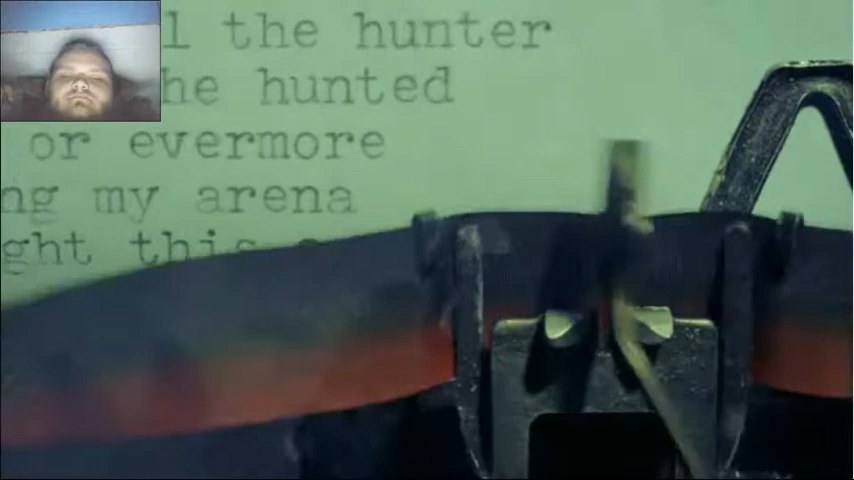 l the hunter
he hunted
or evermore
ng my arena
ght this